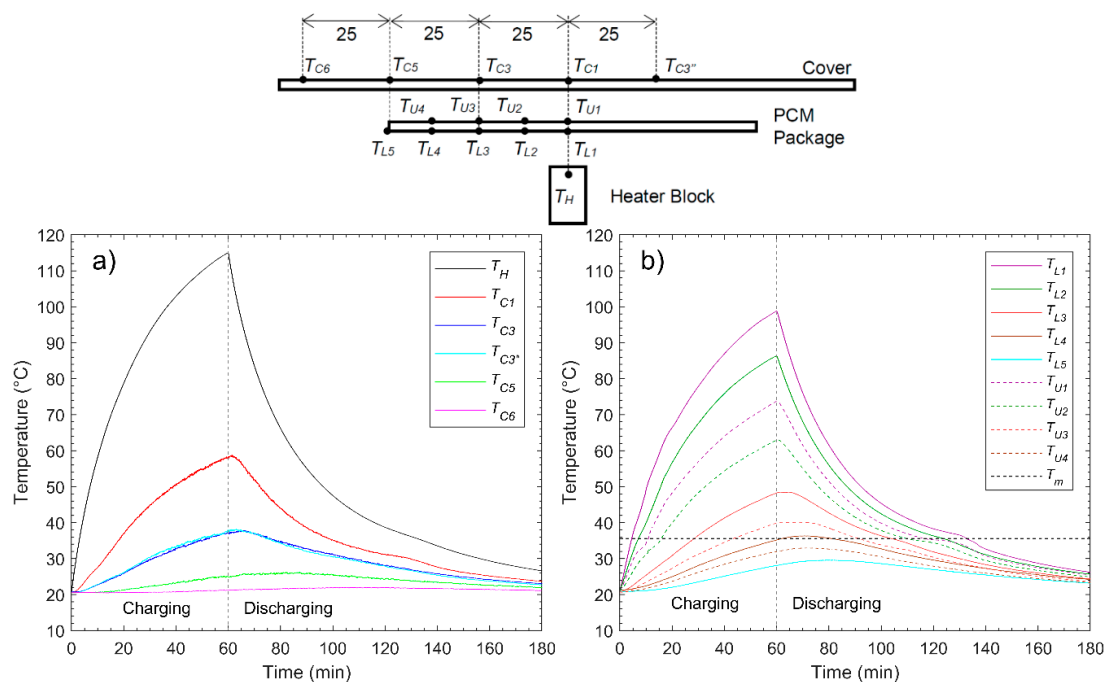 25 25 25 25
TC6 TC5 TC3 TC1 TC3" Cover
TU4 TU3 TU2 TU1 PCM
Package
TL5 TL4 TL3 TL2 TL1
TH Heater Block
a)
120
110
100
90
80
70
60
50
40
30
20
10
Temperature (°C)
TH
TC1
TC3
TC3*
TC5
TC6
Charging Discharging
0 20 40 60 80 100 120 140 160 180
Time (min)
b)
120
110
100
90
80
70
60
50
40
30
20
10
Temperature (°C)
TL1
TL2
TL3
TL4
TL5
TU1
TU2
TU3
TU4
Tm
Charging Discharging
0 20 40 60 80 100 120 140 160 180
Time (min)